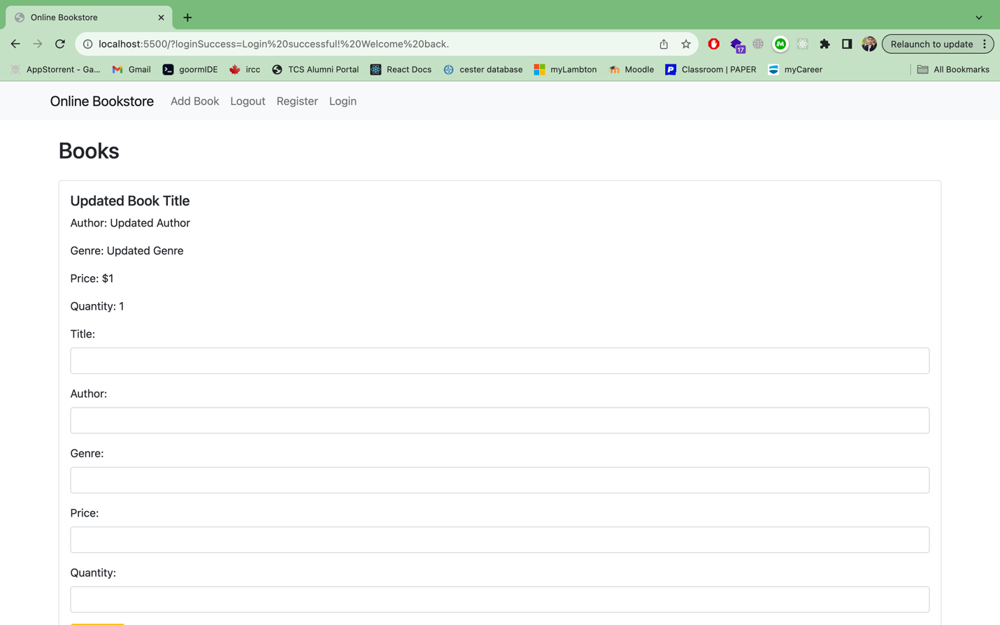 Online Bookstore
localhost:5500/?loginSuccess=Login%20successful!%20Welcome%20back.
17
Relaunch to update
AppStorrent - Ga...
Gmail
goormIDE
ircc
TCS Alumni Portal
React Docs
cester database
myLambton
Moodle
Classroom | PAPER
myCareer
All Bookmarks
Online Bookstore
Add Book
Logout
Register
Login
Books
Updated Book Title
Author: Updated Author
Genre: Updated Genre
Price: $1
Quantity: 1
Title:
Author:
Genre:
Price:
Quantity: